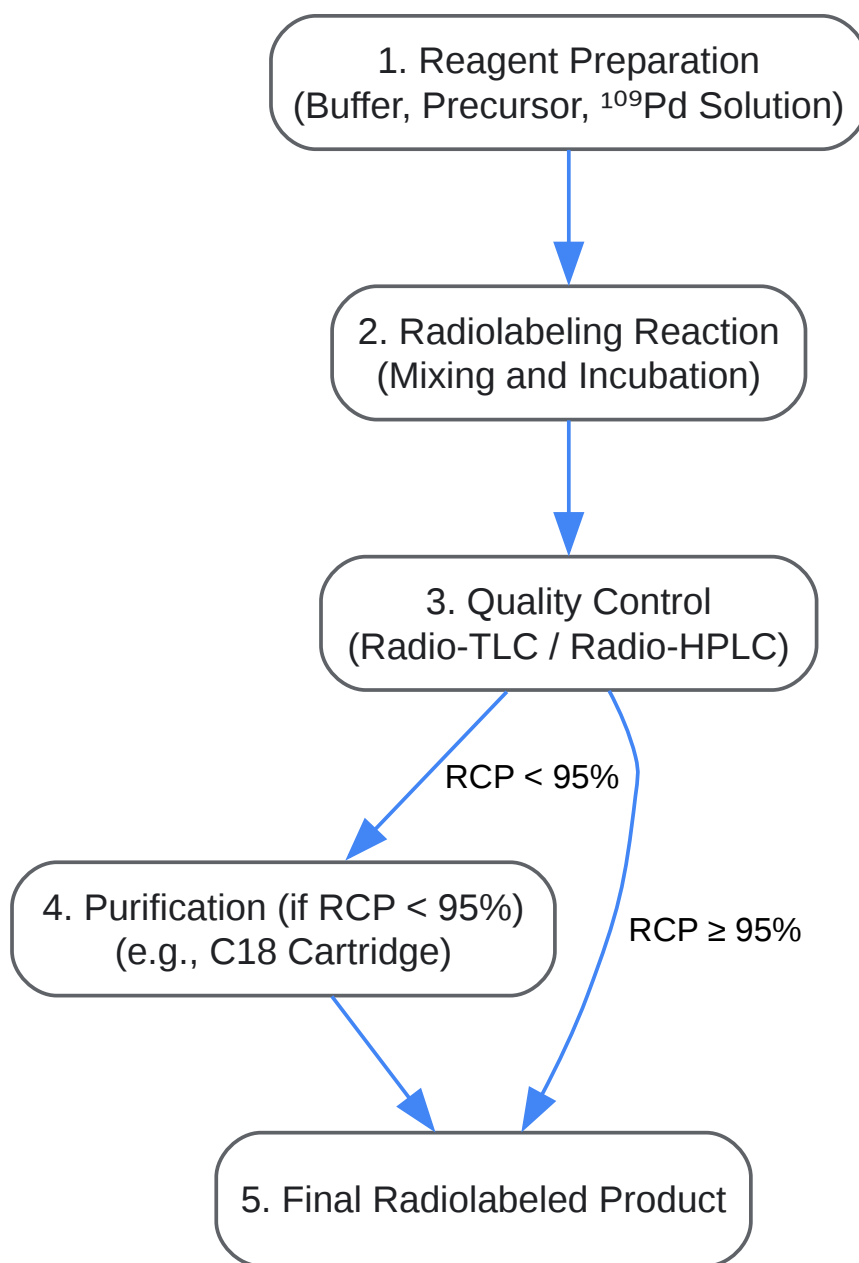 1. Reagent Preparation
(Buffer, Precursor, ¹⁰⁹Pd Solution)
2. Radiolabeling Reaction
(Mixing and Incubation)
3. Quality Control
(Radio-TLC / Radio-HPLC)
RCP < 95%
4. Purification (if RCP < 95%)
(e.g., C18 Cartridge)
RCP ≥ 95%
5. Final Radiolabeled Product